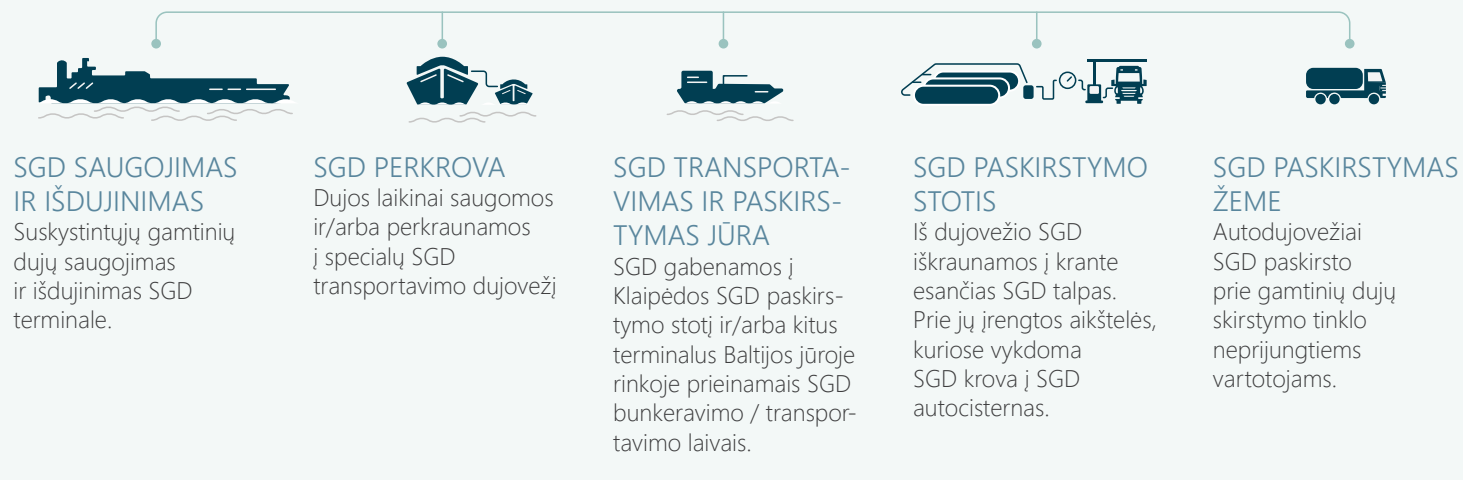 SGD SAUGOJIMAS
IR IŠDUJINIMAS
Suskystintųjų gamtinių
dujų saugojimas
ir išdujinimas SGD
terminale.
SGD PERKROVA
Dujos laikinai saugomos
ir/arba perkraunamos
į specialų SGD
transportavimo dujovežį
SGD TRANSPORTA-
VIMAS IR PASKIRS-
TYMAS JŪRA
SGD gabenamos į
Klaipėdos SGD paskirs-
tymo stotį ir/arba kitus
terminalus Baltijos jūroje
rinkoje prieinamais SGD
bunkeravimo / transpor-
tavimo laivais.
SGD PASKIRSTYMO
STOTIS
Iš dujovežio SGD
iškraunamos į krante
esančias SGD talpas.
Prie jų įrengtos aikštelės,
kuriose vykdoma
SGD krova į SGD
autocisternas.
SGD PASKIRSTYMAS
ŽEME
Autodujovežiai
SGD paskirsto
prie gamtinių dujų
skirstymo tinklo
neprijungtiems
vartotojams.